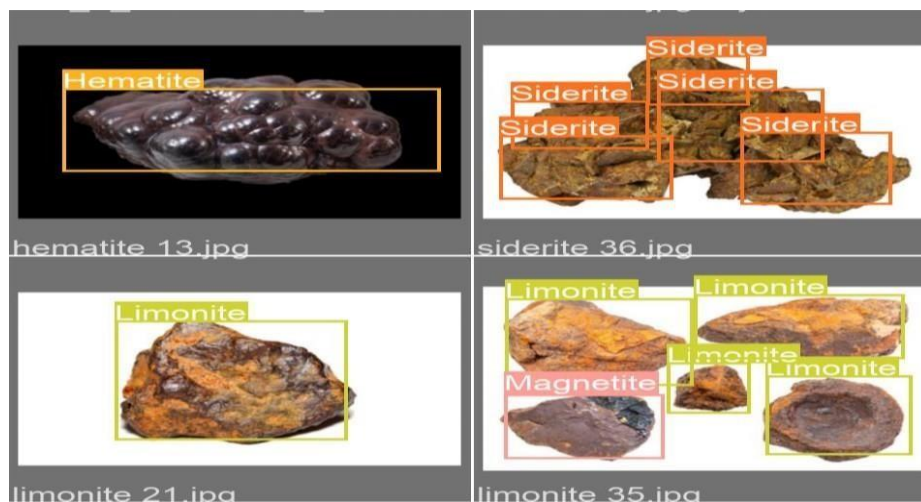 Hematite
hematite 13.jpg
Siderite
Siderite
Siderite
Siderite
Siderite
siderite 36.jpg
Limonite
limonite 21.jpg
Limonite
Limonite
Limonite
Magnetite
Limonite
limonite 35.jpg